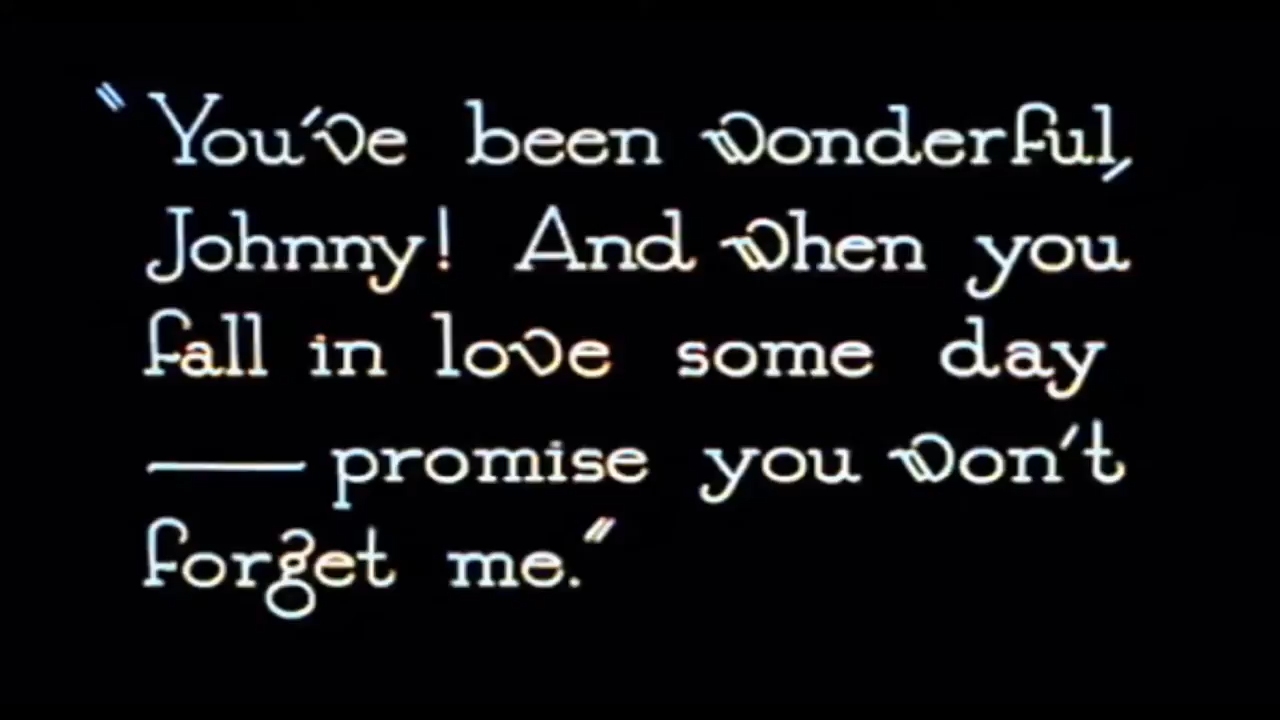 "You've been wonderful,
Johnny! And when you
fall in love some day
— promise you won't
forget me."